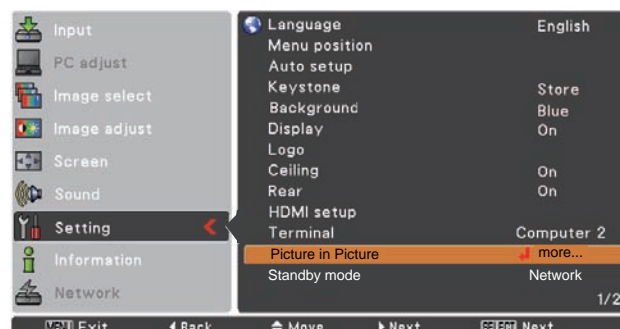 Input
PC adjust
Image select
Image adjust
Screen
Sound
Setting
Information
Network
Language English
Menu position
Auto setup
Keystone Store
Background Blue
Display On
Logo
Ceiling On
Rear On
HDMI setup
Terminal Computer 2
Picture in Picture more...
Standby mode Network
1/2
MENU Exit Back Move Next SELECT Next